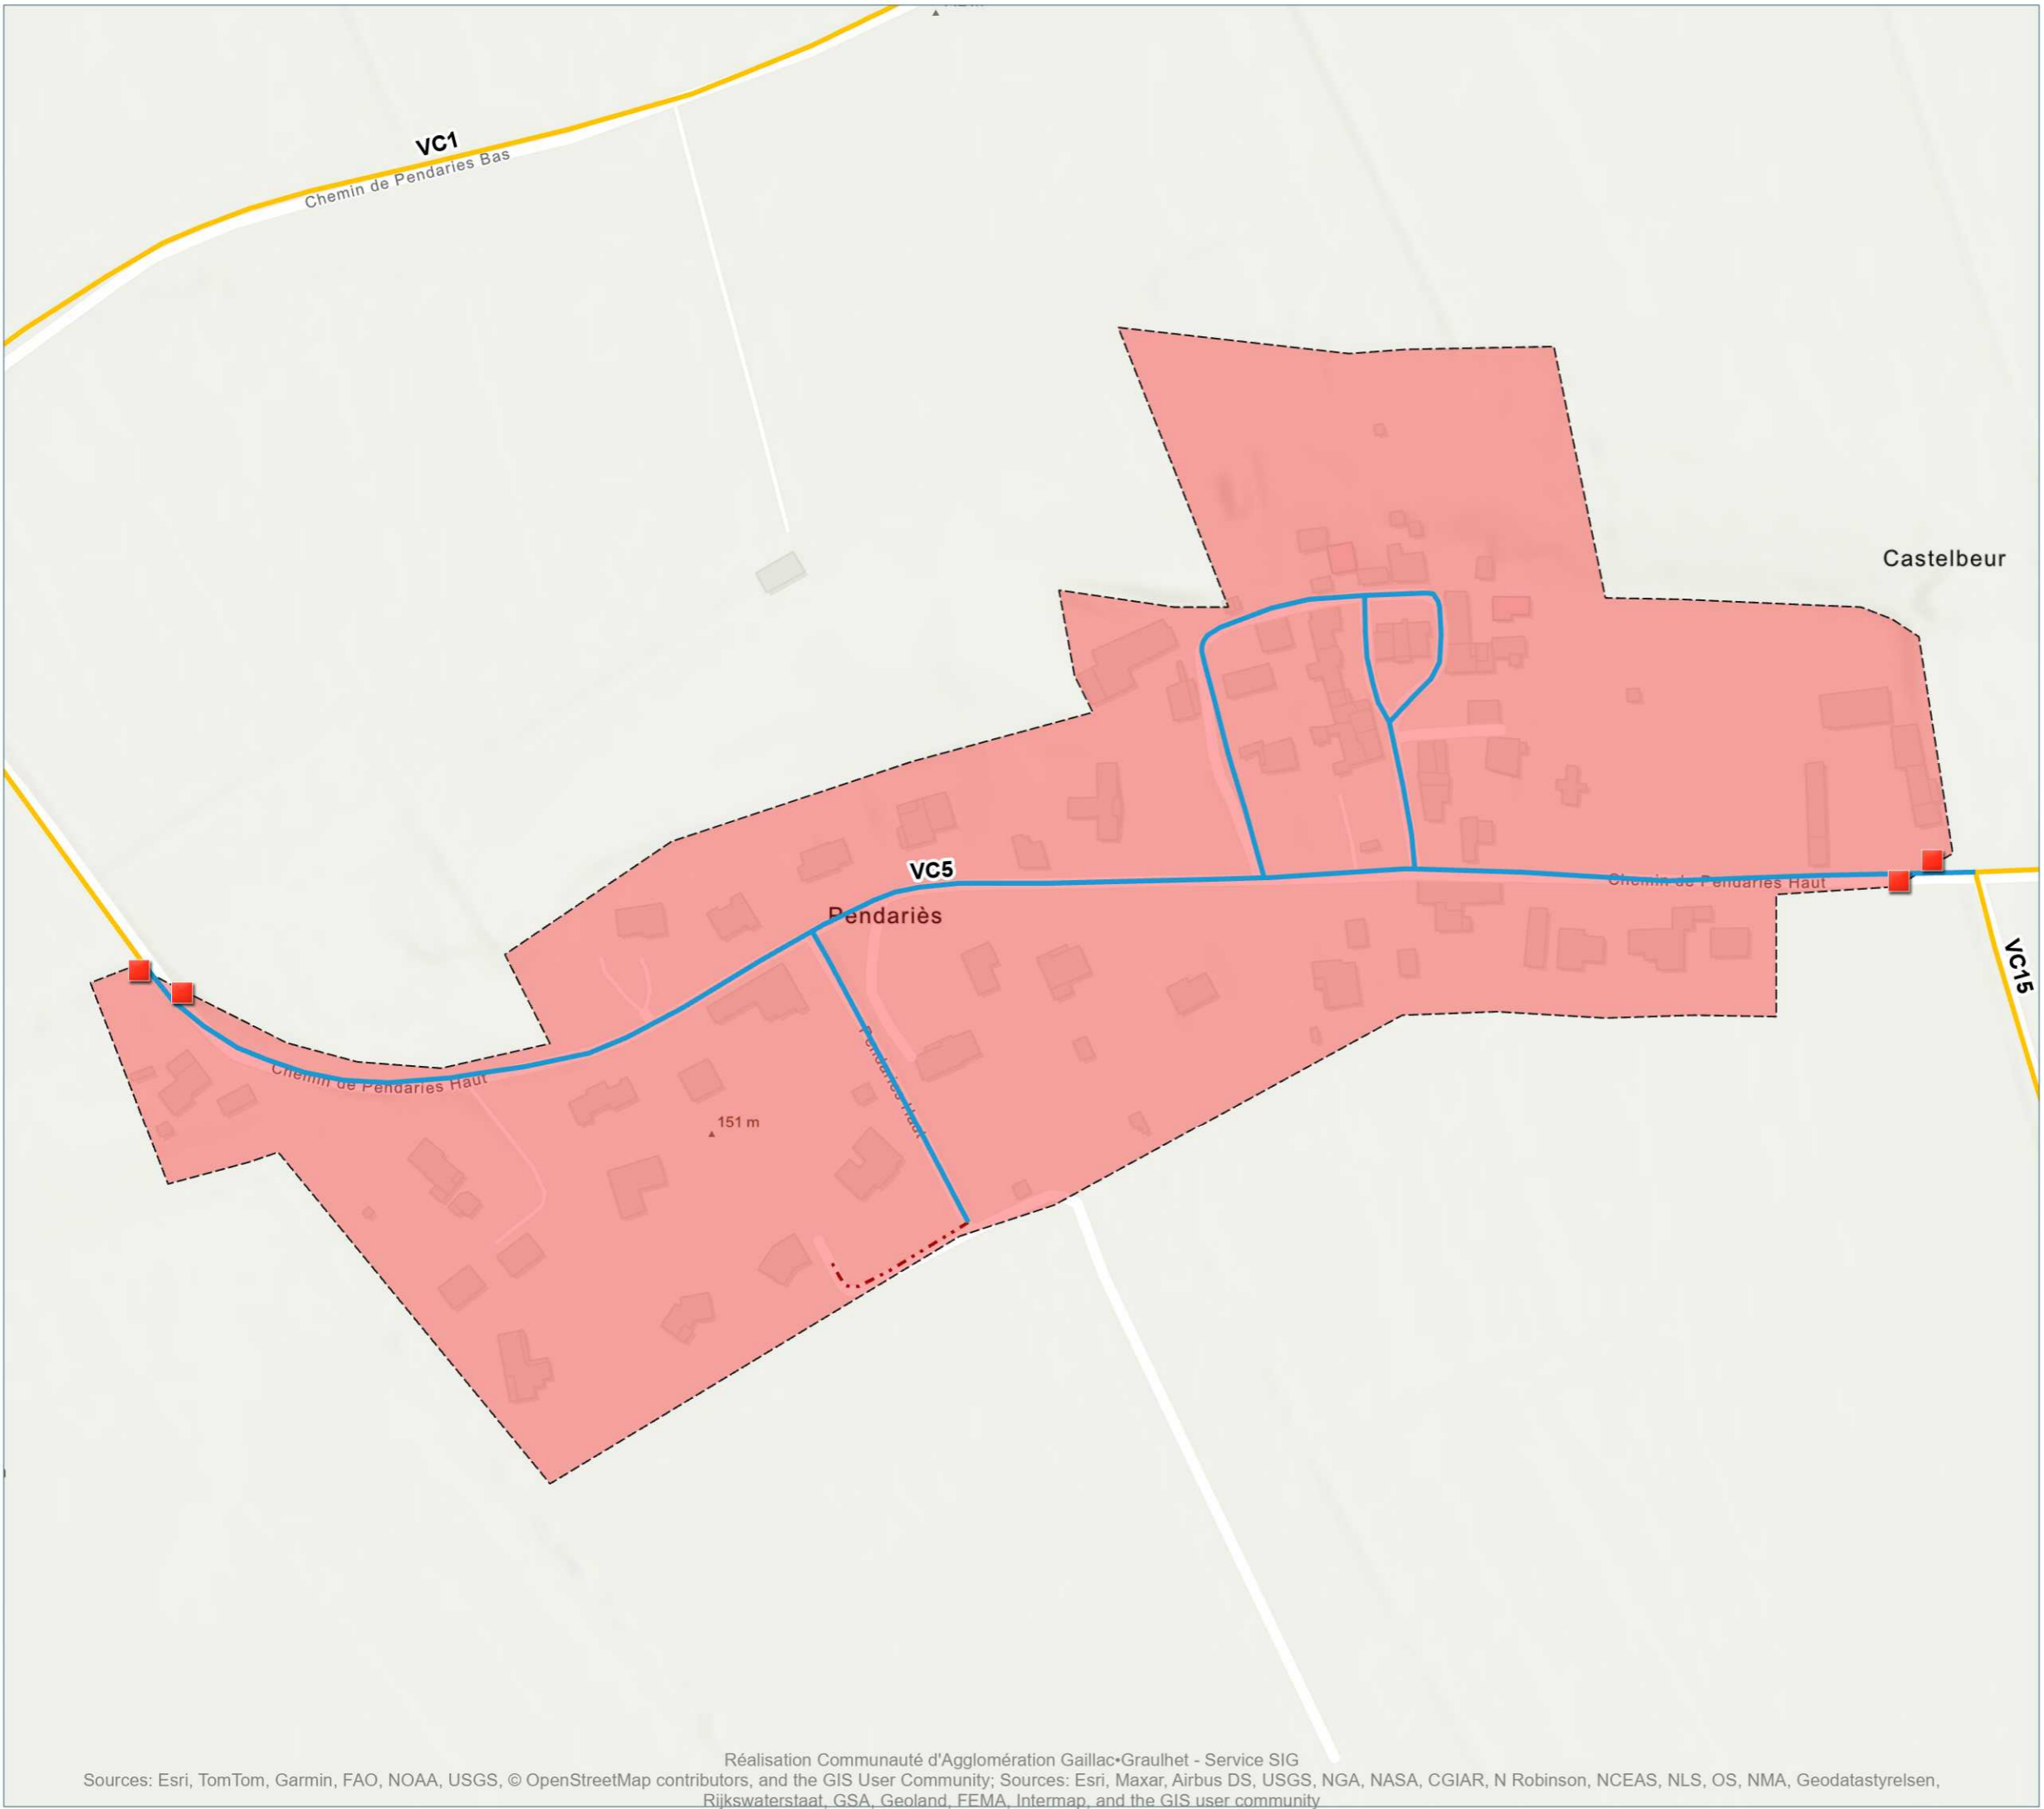 VC1
Chemin de Pendaries Bas
Castelbeur
VC5
Pendariès
Chemin de Pendaries Haut
VC15
Chemin de Pendaries Haut
Pendaries Haut
151 m
Réalisation Communauté d'Agglomération Gaillac•Graulhet - Service SIG
Sources: Esri, TomTom, Garmin, FAO, NOAA, USGS, © OpenStreetMap contributors, and the GIS User Community; Sources: Esri, Maxar, Airbus DS, USGS, NGA, NASA, CGIAR, N Robinson, NCEAS, NLS, OS, NMA, Geodatastyrelsen,
Rijkswaterstaat, GSA, Geoland, FEMA, Intermap, and the GIS user community